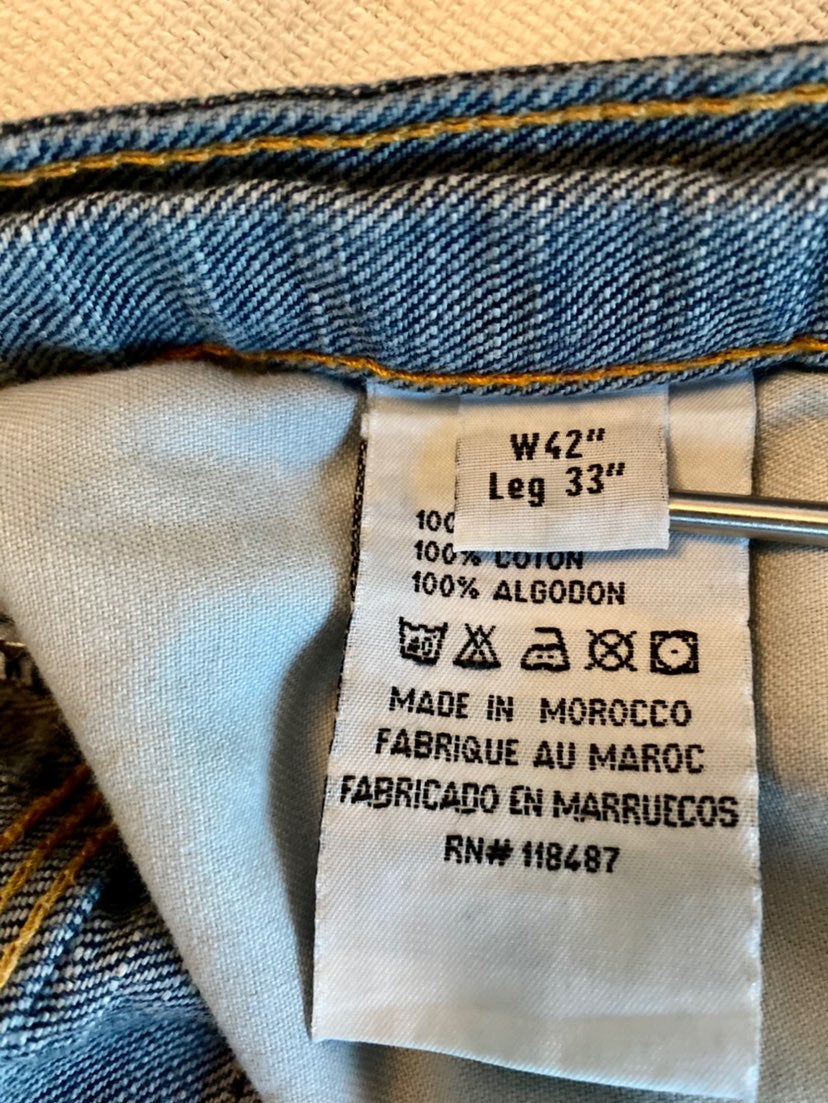 W42"
Leg 33"
100
100% COTON
100% ALGODON
40
MADE IN MOROCCO
FABRIQUE AU MAROC
FABRICADO EN MARRUECOS
RN# 118487